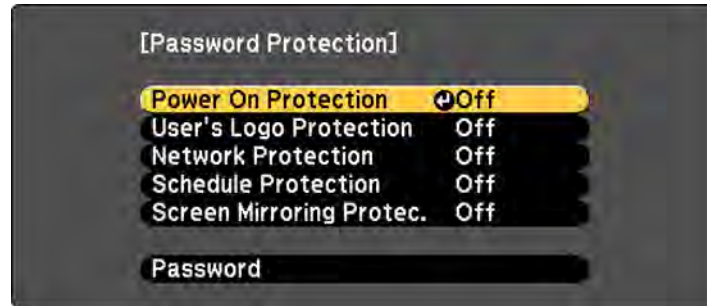 [Password Protection]
Power On Protection Off
User's Logo Protection Off
Network Protection Off
Schedule Protection Off
Screen Mirroring Protec. Off
Password